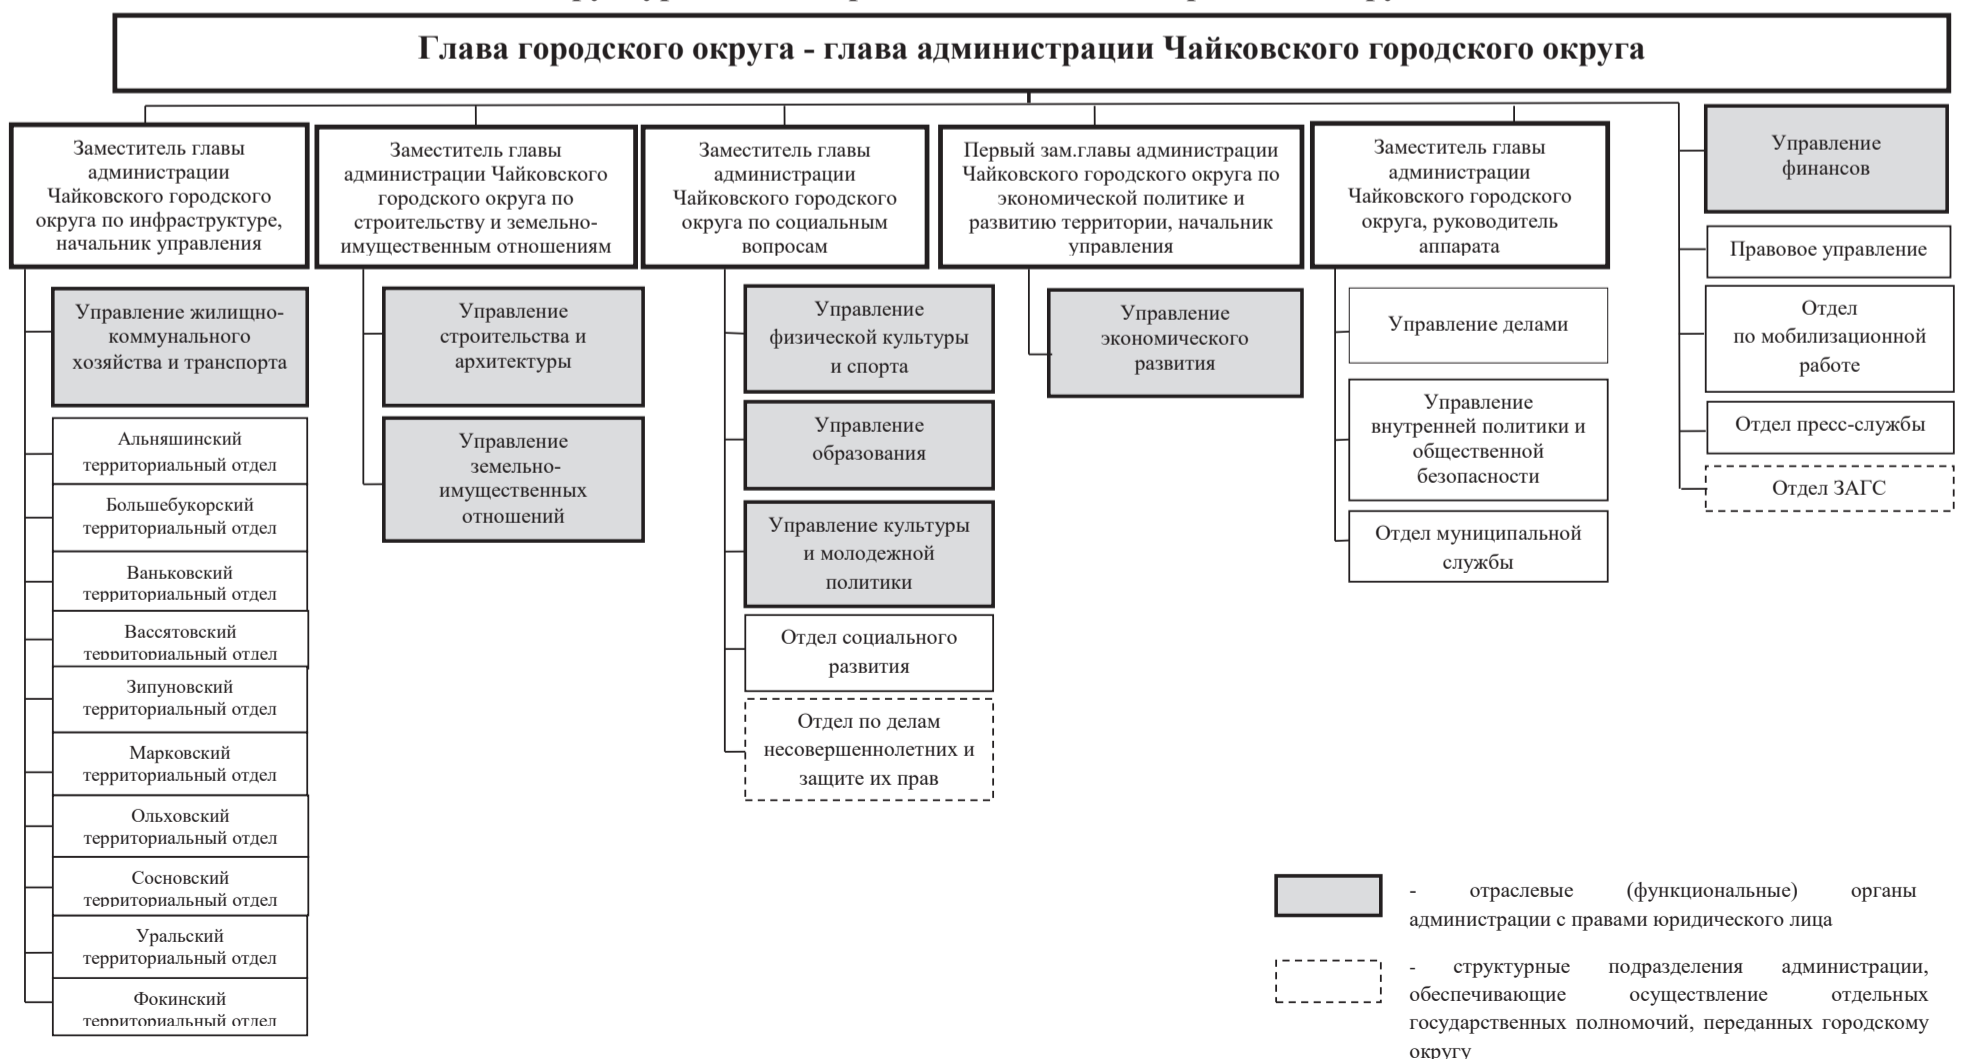 Глава городского округа - глава администрации Чайковского городского округа
Заместитель главы
администрации
Чайковского городского
округа по инфраструктуре,
начальник управления
Управление жилищно-
коммунального
хозяйства и транспорта
Альняшинский
территориальный отдел
Большебукорский
территориальный отдел
Ваньковский
территориальный отдел
Вассятовский
территориальный отдел
Зипуновский
территориальный отдел
Марковский
территориальный отдел
Ольховский
территориальный отдел
Сосновский
территориальный отдел
Уральский
территориальный отдел
Фокинский
территориальный отдел
Заместитель главы
администрации Чайковского
городского округа по
строительству и земельно-
имущественным отношениям
Управление
строительства и
архитектуры
Управление
земельно-
имущественных
отношений
Заместитель главы
администрации
Чайковского городского
округа по социальным
вопросам
Управление
физической культуры
и спорта
Управление
образования
Управление культуры
и молодежной
политики
Отдел социального
развития
Отдел по делам
несовершеннолетних и
защите их прав
Первый зам.главы администрации
Чайковского городского округа по
экономической политике и
развитию территории, начальник
управления
Управление
экономического
развития
Заместитель главы
администрации
Чайковского городского
округа, руководитель
аппарата
Управление делами
Управление
внутренней политики и
общественной
безопасности
Отдел муниципальной
службы
Управление
финансов
Правовое управление
Отдел
по мобилизационной
работе
Отдел пресс-службы
Отдел ЗАГС
- отраслевые (функциональные) органы
администрации с правами юридического лица
- структурные подразделения администрации,
обеспечивающие осуществление отдельных
государственных полномочий, переданных городскому
округу